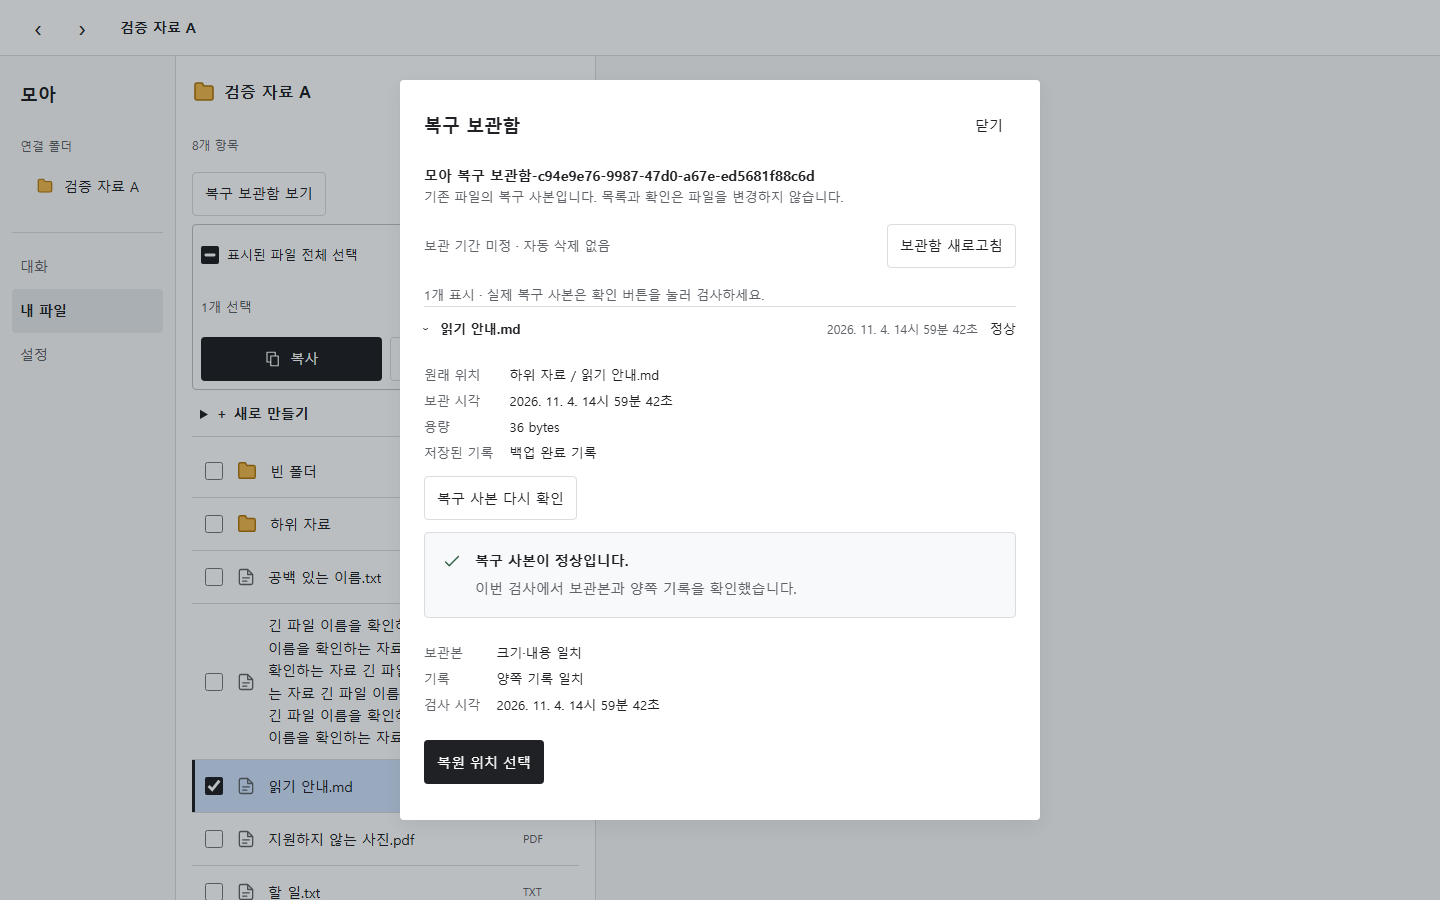 검증 자료 A
모아
연결 폴더
검증 자료 A
대화
내 파일
설정
검증 자료 A
8개 항목
복구 보관함 보기
표시된 파일 전체 선택
1개 선택
복사
+ 새로 만들기
빈 폴더
하위 자료
공백 있는 이름.txt
긴 파일 이름을 확인
이름을 확인하는 자료
확인하는 자료 긴 파
는 자료 긴 파일 이름
긴 파일 이름을 확인
이름을 확인하는 자료
읽기 안내.md
지원하지 않는 사진.pdf PDF
할 일.txt TXT
복구 보관함 닫기
모아 복구 보관함-c94e9e76-9987-47d0-a67e-ed5681f88c6d
기존 파일의 복구 사본입니다. 목록과 확인은 파일을 변경하지 않습니다.
보관 기간 미정 · 자동 삭제 없음 보관함 새로고침
1개 표시 · 실제 복구 사본은 확인 버튼을 눌러 검사하세요.
읽기 안내.md 2026. 11. 4. 14시 59분 42초 정상
원래 위치 하위 자료 / 읽기 안내.md
보관 시각 2026. 11. 4. 14시 59분 42초
용량 36 bytes
저장된 기록 백업 완료 기록
복구 사본 다시 확인
복구 사본이 정상입니다.
이번 검사에서 보관본과 양쪽 기록을 확인했습니다.
보관본 크기·내용 일치
기록 양쪽 기록 일치
검사 시각 2026. 11. 4. 14시 59분 42초
복원 위치 선택